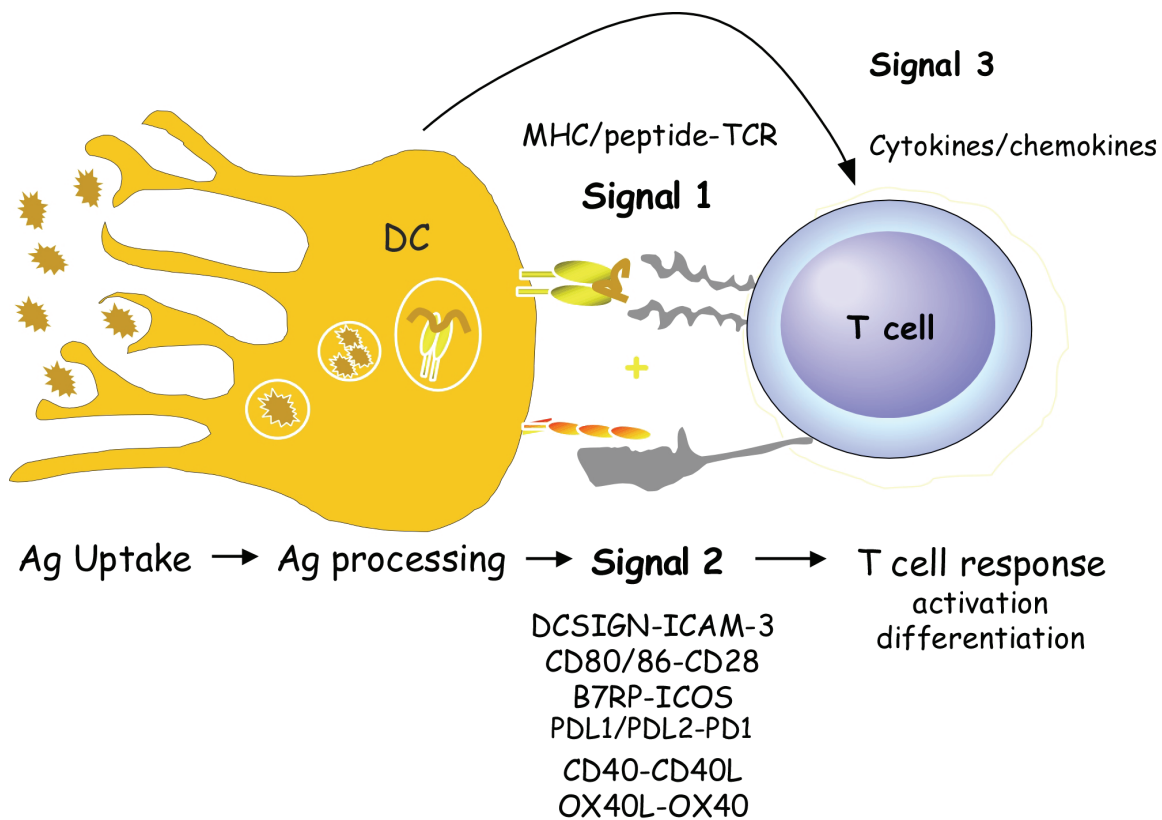 Signal 3
MHC/peptide-TCR
Cytokines/chemokines
Signal 1
DC
T cell
+
Ag Uptake → Ag processing → Signal 2 → T cell response
activation
differentiation
DCSIGN-ICAM-3
CD80/86-CD28
B7RP-ICOS
PDL1/PDL2-PD1
CD40-CD40L
OX40L-OX40